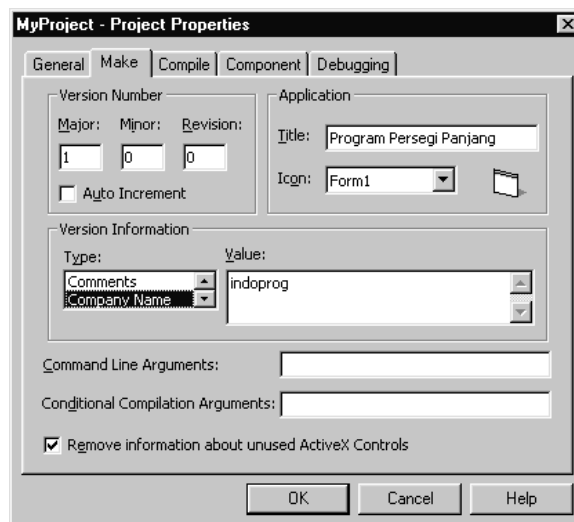 MyProject - Project Properties
General Make Compile Component Debugging
Version Number
Major: Minor: Revision:
1 0 0
Auto Increment
Application
Title: Program Persegi Panjang
Icon: Form1
Version Information
Type: Value:
Comments indoprog
Company Name
Command Line Arguments:
Conditional Compilation Arguments:
Remove information about unused ActiveX Controls
OK Cancel Help